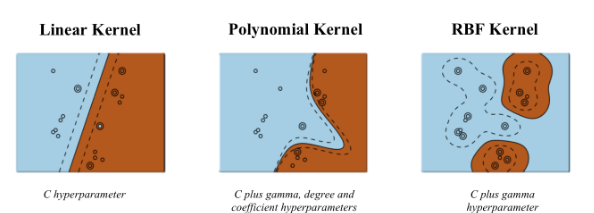 Linear Kernel
Polynomial Kernel
RBF Kernel
C hyperparameter
C plus gamma, degree and
coefficient hyperparameters
C plus gamma
hyperparameter